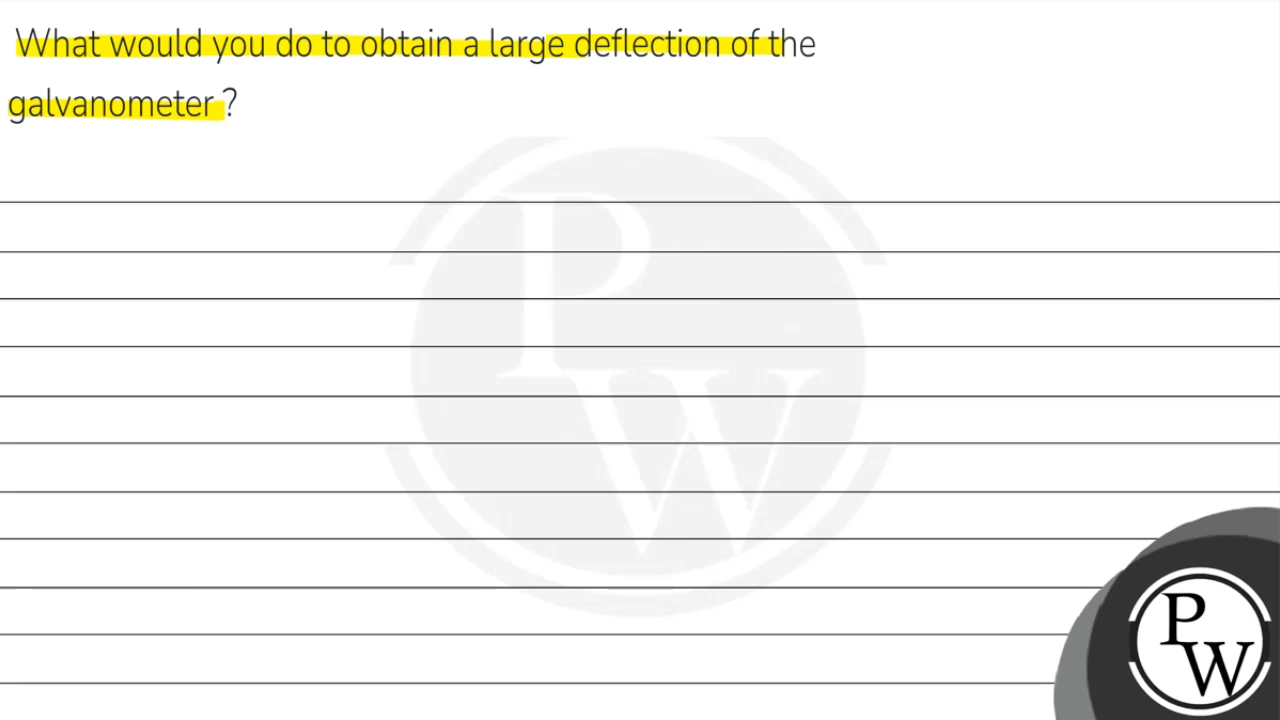 What would you do to obtain a large deflection of the
galvanometer ?
P
W
P
W